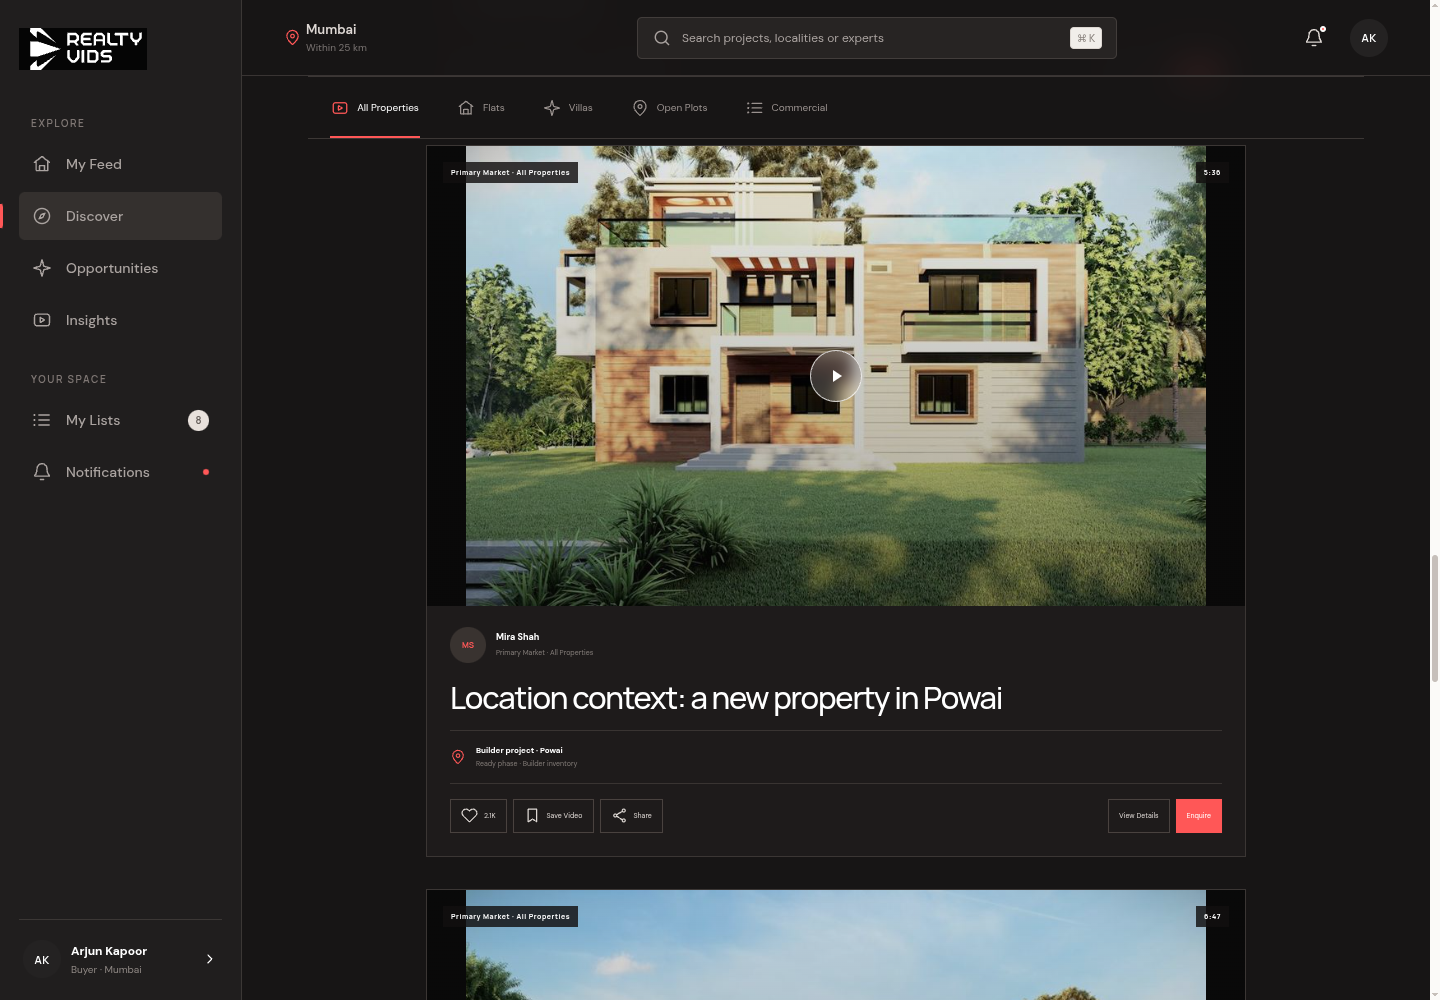 REALTY
VIDS
EXPLORE
My Feed
Discover
Opportunities
Insights
YOUR SPACE
My Lists
8
Notifications
AK
Arjun Kapoor
Buyer · Mumbai
Mumbai
Within 25 km
Search projects, localities or experts
⌘ K
AK
All Properties
Flats
Villas
Open Plots
Commercial
Primary Market · All Properties
5:36
MS
Mira Shah
Primary Market · All Properties
Location context: a new property in Powai
Builder project · Powai
Ready phase · Builder inventory
2.1K
Save Video
Share
View Details
Enquire
Primary Market · All Properties
6:47